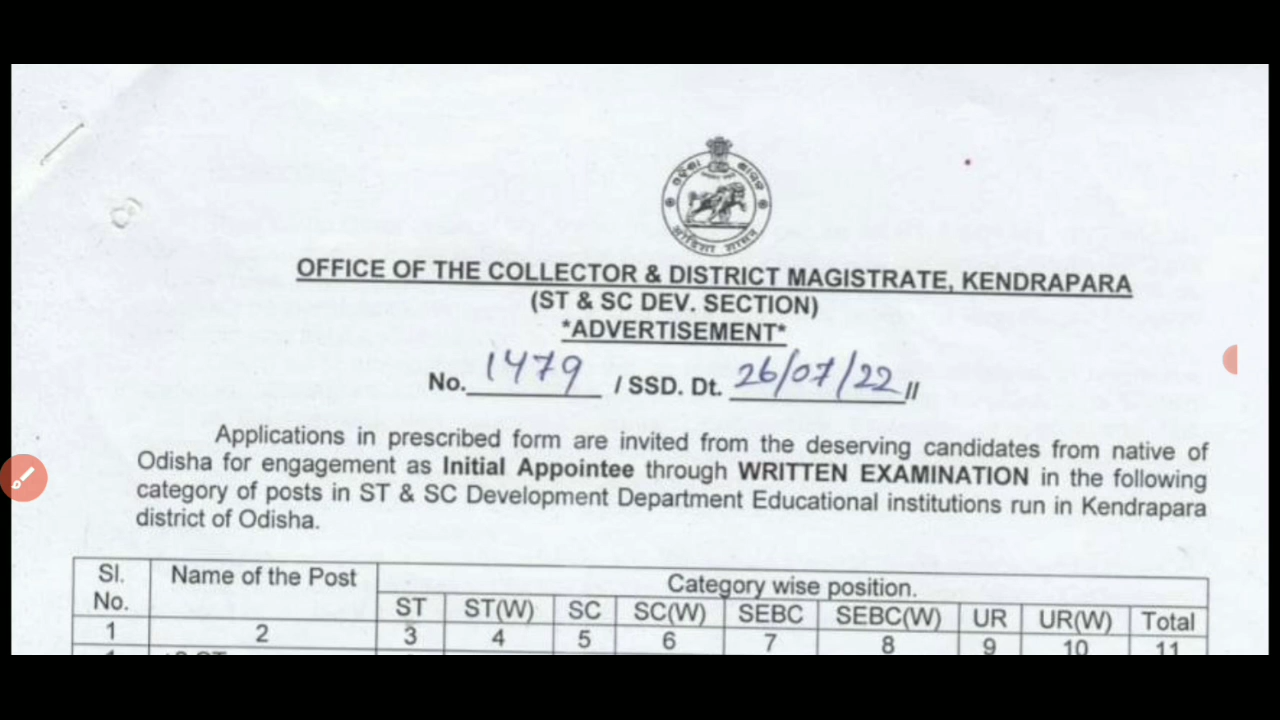 ଓଡ଼ିଶା ଶାସନ
ओडिशा शासन
OFFICE OF THE COLLECTOR & DISTRICT MAGISTRATE, KENDRAPARA
(ST & SC DEV. SECTION)
*ADVERTISEMENT*
No. 1479 / SSD. Dt. 26/07/22 //
Applications in prescribed form are invited from the deserving candidates from native of
Odisha for engagement as Initial Appointee through WRITTEN EXAMINATION in the following
category of posts in ST & SC Development Department Educational institutions run in Kendrapara
district of Odisha.
Sl. No. Name of the Post Category wise position.
ST ST(W) SC SC(W) SEBC SEBC(W) UR UR(W) Total
1 2 3 4 5 6 7 8 9 10 11